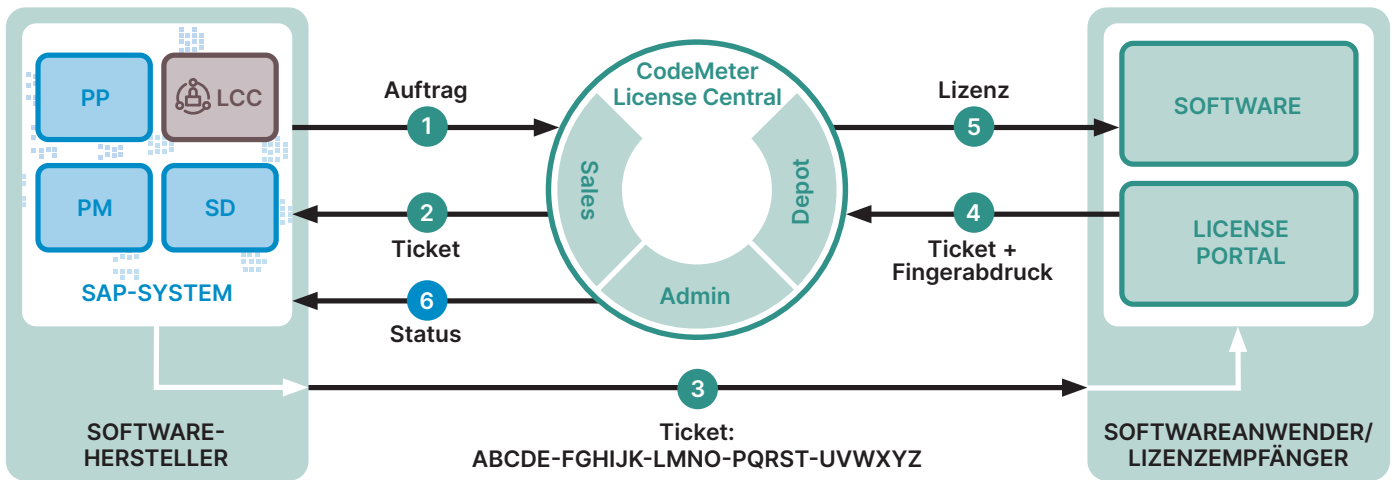 PP
LCC
PM
SD
SAP-SYSTEM
SOFTWARE-
HERSTELLER
Auftrag
1
2
Ticket
6
Status
CodeMeter
License Central
Sales
Depot
Admin
3
Ticket:
ABCDE-FGHIJK-LMNO-PQRST-UVWXYZ
Lizenz
5
4
Ticket +
Fingerabdruck
SOFTWARE
LICENSE
PORTAL
SOFTWAREANWENDER/
LIZENZEMPFÄNGER